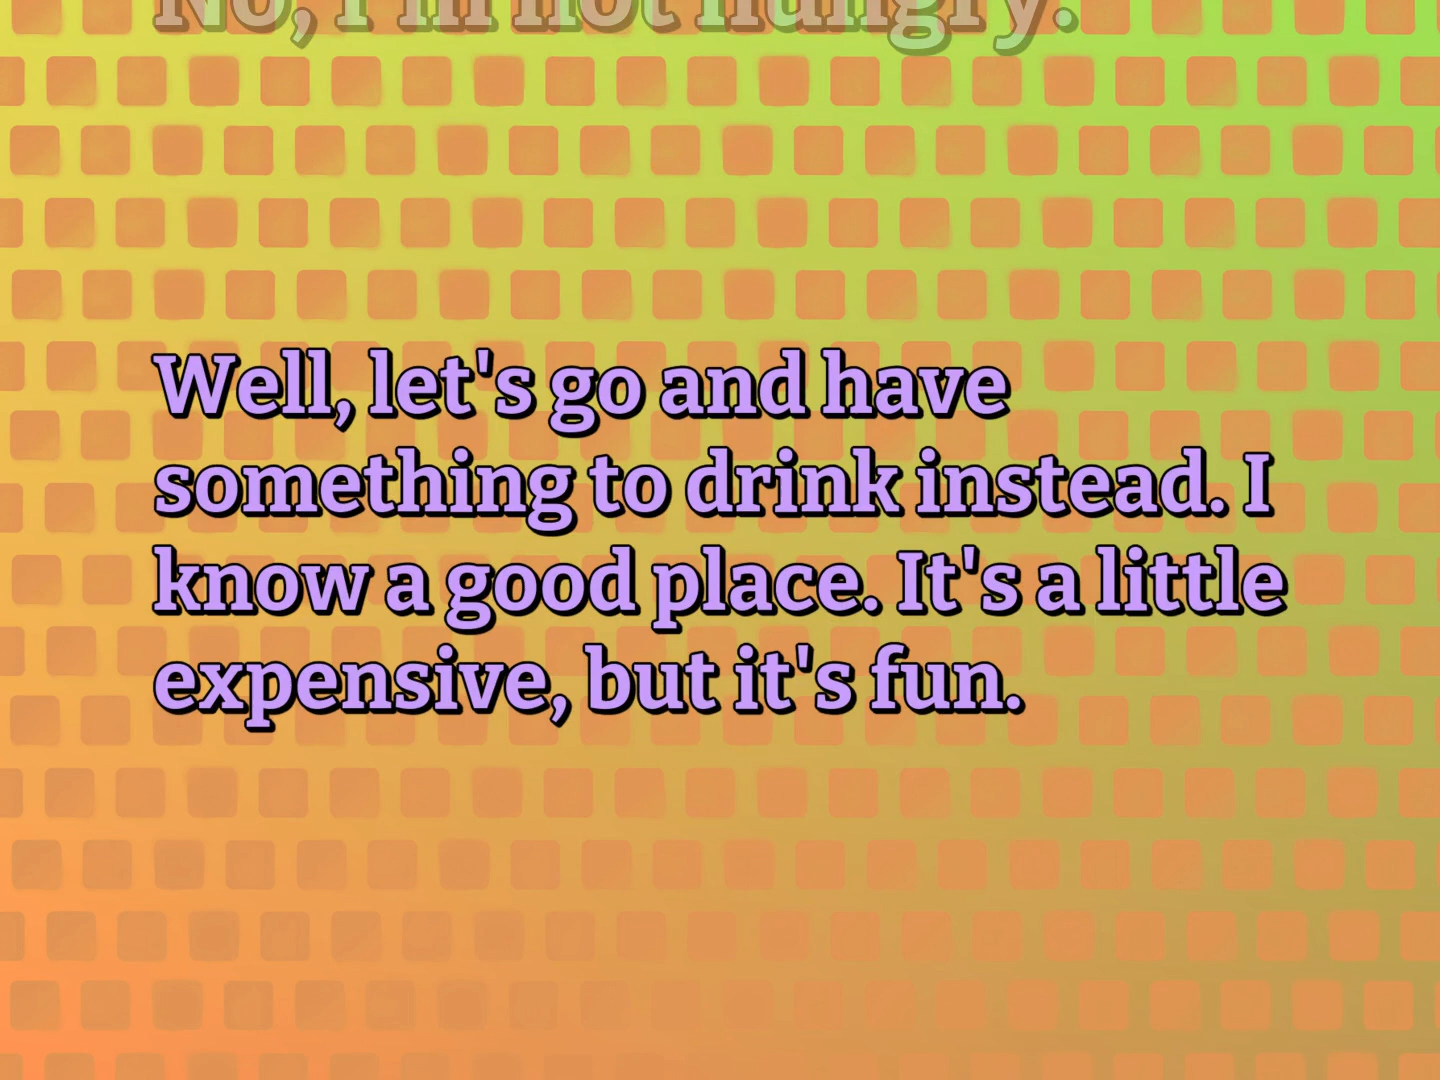 No, I'm not hungry.
Well, let's go and have
something to drink instead. I
know a good place. It's a little
expensive, but it's fun.